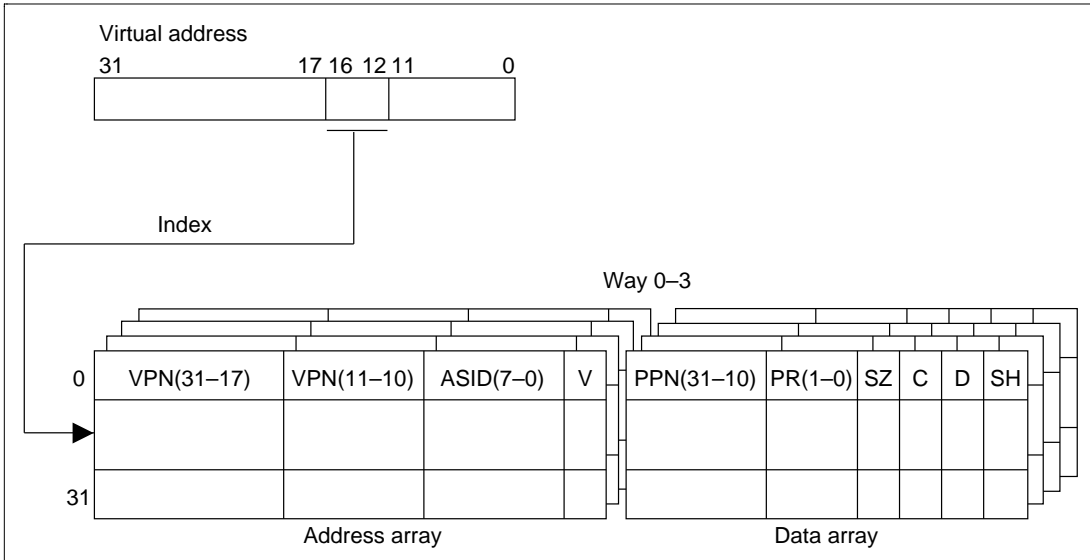 Virtual address
31 17 16 12 11 0
Index
Way 0–3
0 VPN(31–17) VPN(11–10) ASID(7–0) V PPN(31–10) PR(1–0) SZ C D SH
31
Address array Data array